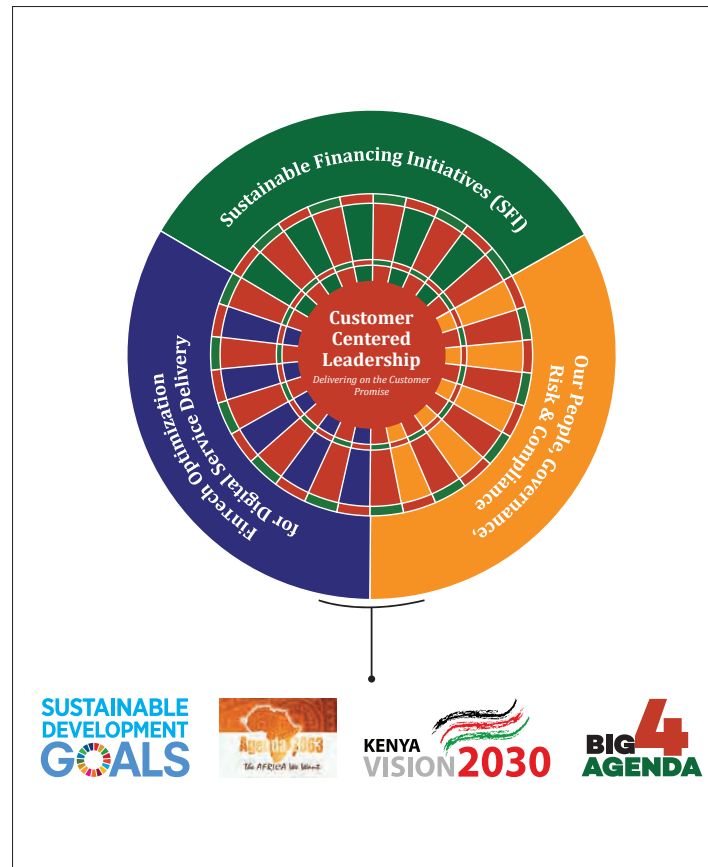 Sustainable Financing Initiatives (SFI)
FinTech Optimization
for Digital Service Delivery
Our People, Governance,
Risk & Compliance
Customer
Centered
Leadership
Delivering on the Customer
Promise
SUSTAINABLE
DEVELOPMENT
GOALS
Agenda 2063
The AFRICA We Want
KENYA
VISION 2030
BIG 4
AGENDA